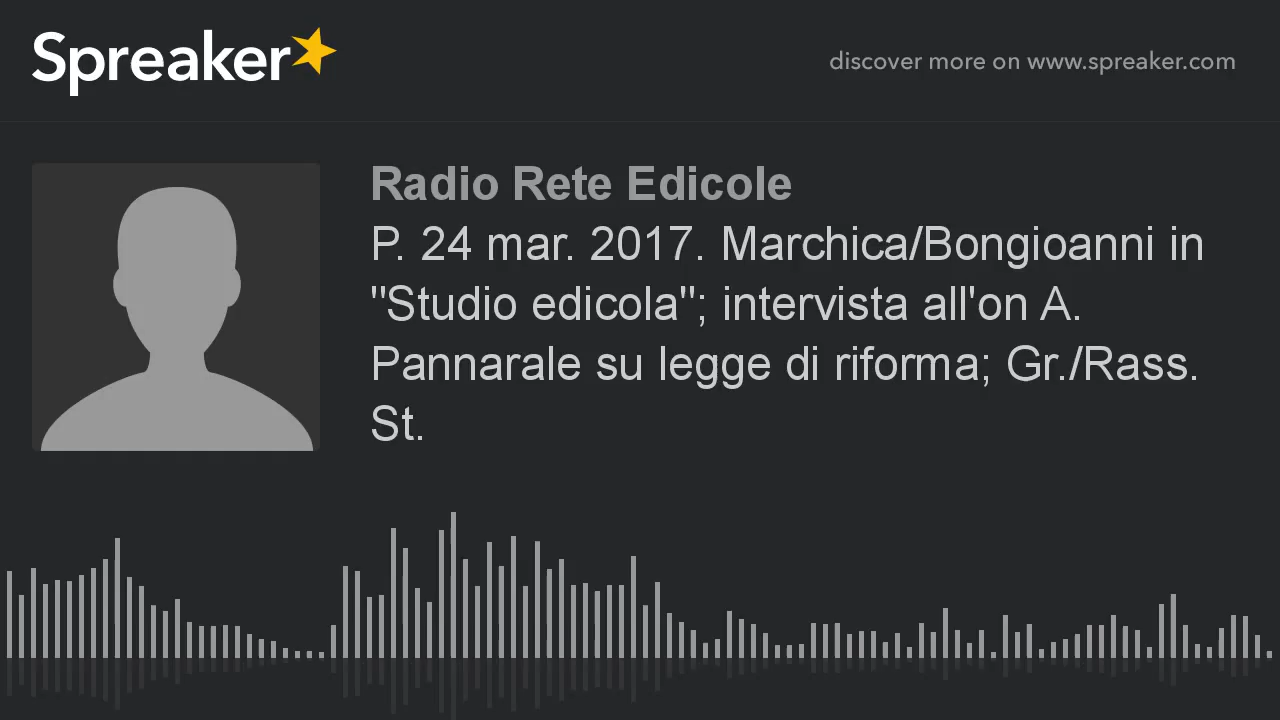 Spreaker
discover more on www.spreaker.com
Radio Rete Edicole
P. 24 mar. 2017. Marchica/Bongioanni in
"Studio edicola"; intervista all'on A.
Pannarale su legge di riforma; Gr./Rass.
St.